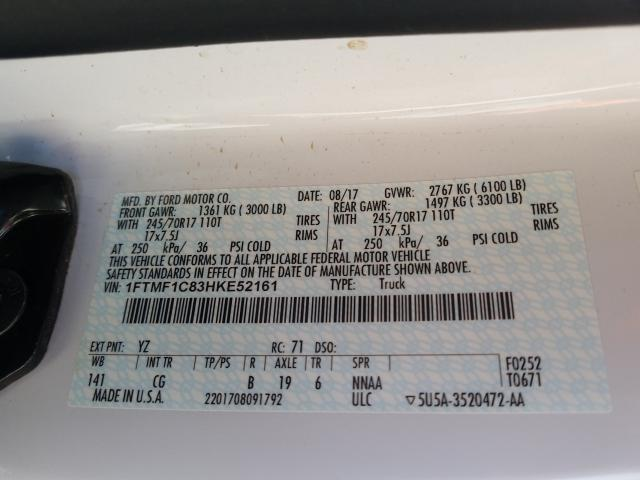 MFD. BY FORD MOTOR CO. DATE: 08/17 GVWR: 2767 KG ( 6100 LB)
FRONT GAWR: 1361 KG ( 3000 LB) REAR GAWR: 1497 KG ( 3300 LB)
WITH 245/70R17 110T TIRES WITH 245/70R17 110T TIRES
17x7.5J RIMS 17x7.5J RIMS
AT 250 kPa/ 36 PSI COLD AT 250 kPa/ 36 PSI COLD
THIS VEHICLE CONFORMS TO ALL APPLICABLE FEDERAL MOTOR VEHICLE
SAFETY STANDARDS IN EFFECT ON THE DATE OF MANUFACTURE SHOWN ABOVE.
VIN: 1FTMF1C83HKE52161 TYPE: Truck
EXT PNT: YZ RC: 71 DSO:
WB INT TR TP/PS R AXLE TR SPR F0252
141 CG B 19 6 NNAA T0671
MADE IN U.S.A. 2201708091792 ULC ▽5U5A-3520472-AA